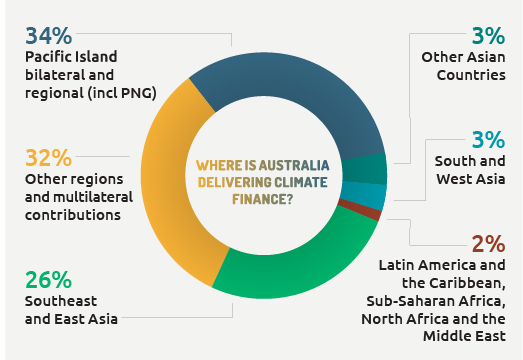 34%
Pacific Island
bilateral and
regional (incl PNG)
32%
Other regions
and multilateral
contributions
26%
Southeast
and East Asia
WHERE IS AUSTRALIA
DELIVERING CLIMATE
FINANCE?
3%
Other Asian
Countries
3%
South and
West Asia
2%
Latin America and
the Caribbean,
Sub-Saharan Africa,
North Africa and the
Middle East